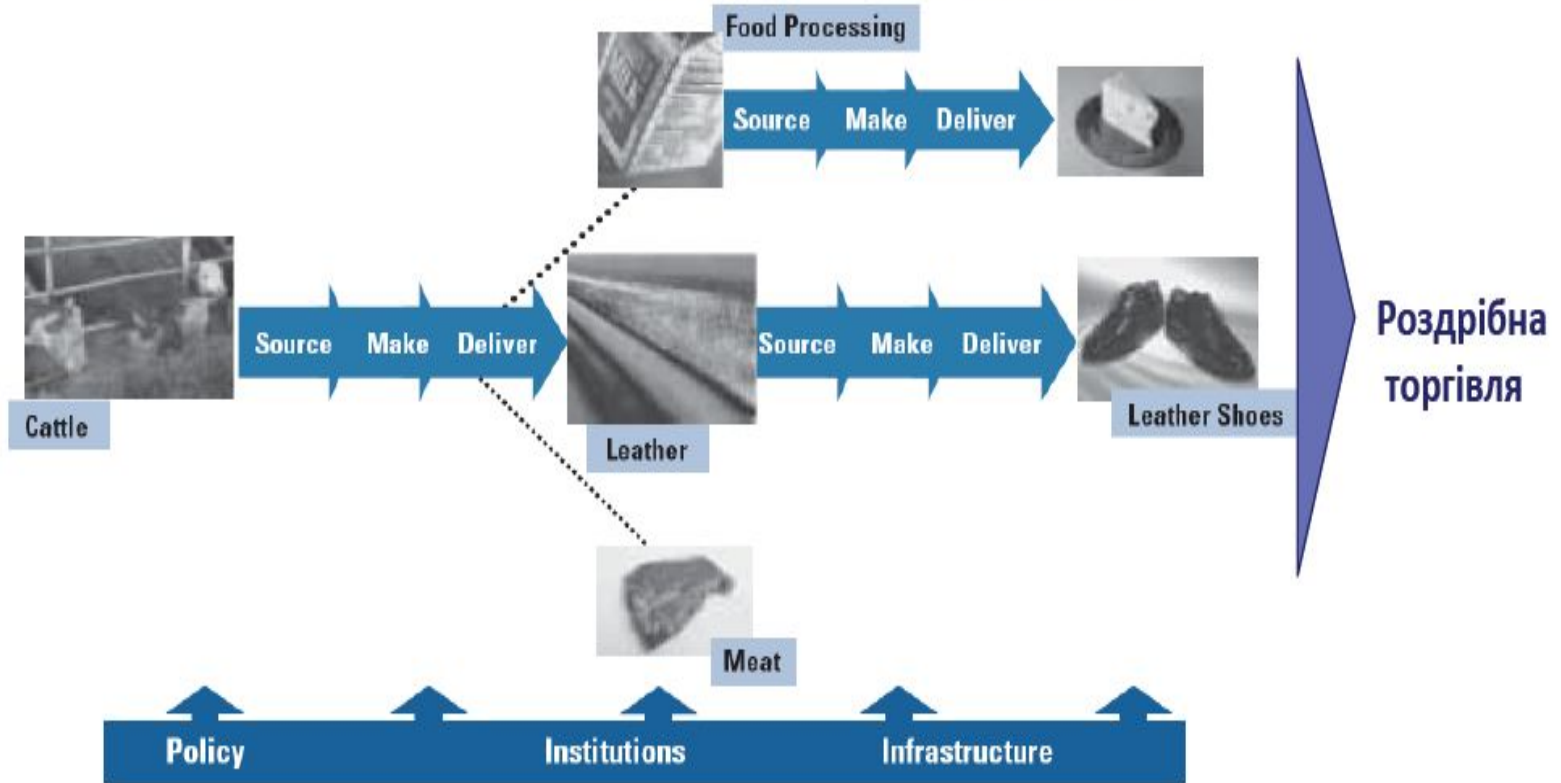 Food Processing
Source Make Deliver
Cattle
Source Make Deliver
Leather
Source Make Deliver
Leather Shoes
Meat
Роздрібна
торгівля
Policy Institutions Infrastructure